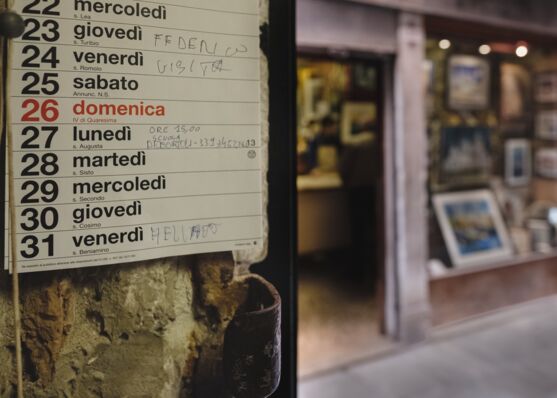 22 mercoledì
s. Lea
23 giovedì FEDERICO
s. Turibio
24 venerdì VISITA
s. Romolo
25 sabato
Annunc. N.S.
26 domenica
IV di Quaresima
27 lunedì ORE 15,00
s. Augusta SCUOLA
28 martedì
s. Sisto
29 mercoledì
s. Secondo
30 giovedì
s. Cosimo
31 venerdì
s. Beniamino